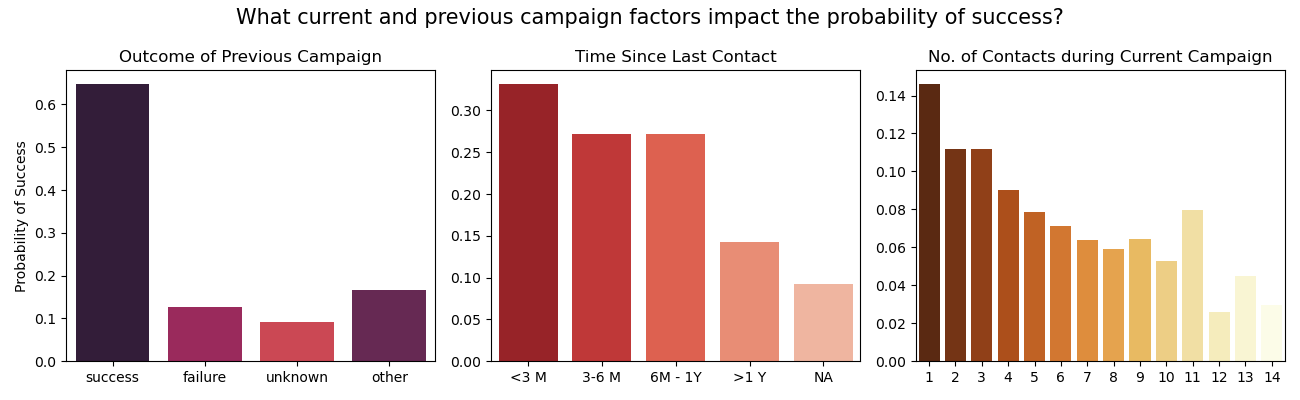 What current and previous campaign factors impact the probability of success?
Outcome of Previous Campaign
Probability of Success
0.6
0.5
0.4
0.3
0.2
0.1
0.0
success failure unknown other
Time Since Last Contact
0.30
0.25
0.20
0.15
0.10
0.05
0.00
<3 M 3-6 M 6M - 1Y >1 Y NA
No. of Contacts during Current Campaign
0.14
0.12
0.10
0.08
0.06
0.04
0.02
0.00
1 2 3 4 5 6 7 8 9 10 11 12 13 14